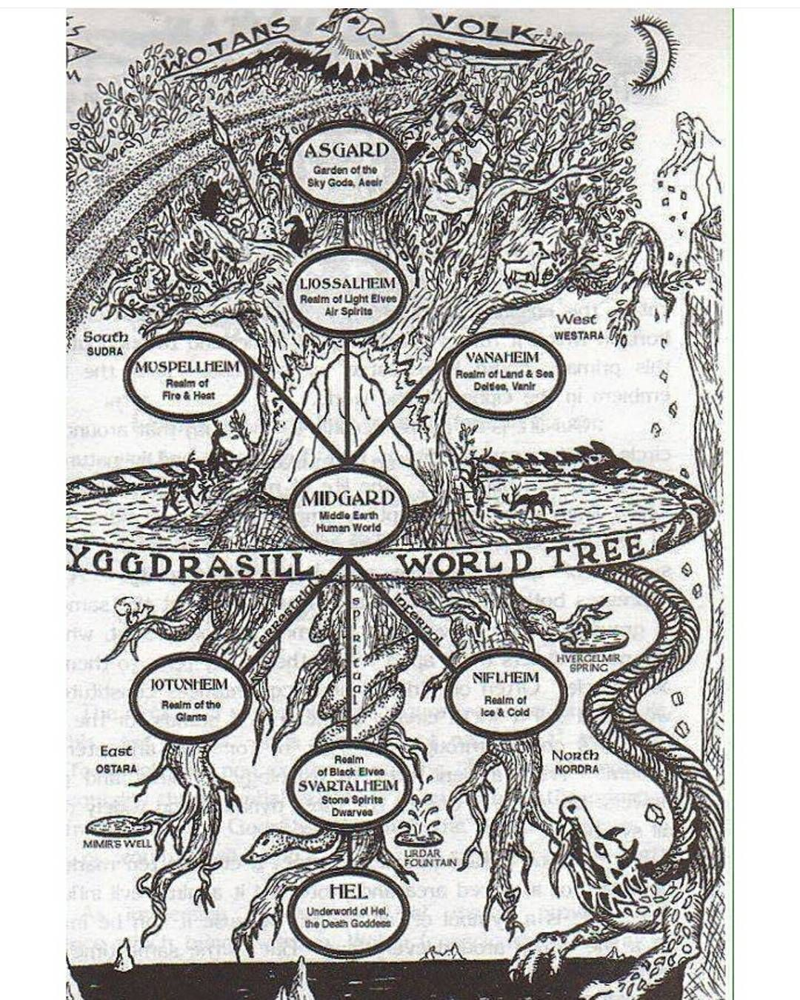 WOTANS VOLK
ASGARD
Garden of the
Sky Gods, Aesir
LIOSSALHEIM
Realm of Light Elves
Air Spirits
South
SUDRA
West
WESTARA
MUSPELLHEIM
Realm of
Fire & Heat
VANAHEIM
Realm of Land & Sea
Deities, Vanir
MIDGARD
Middle Earth
Human World
YGGDRASILL WORLD TREE
terrestrial
spiritual
infernal
HVERGELMIR
SPRING
JOTUNHEIM
Realm of the
Giants
NIFLHEIM
Realm of
Ice & Cold
East
OSTARA
North
NORDRA
Realm
of Black Elves
SVARTALHEIM
Stone Spirits
Dwarves
MIMIR'S WELL
URDAR
FOUNTAIN
HEL
Underworld of Hel,
the Death Goddess